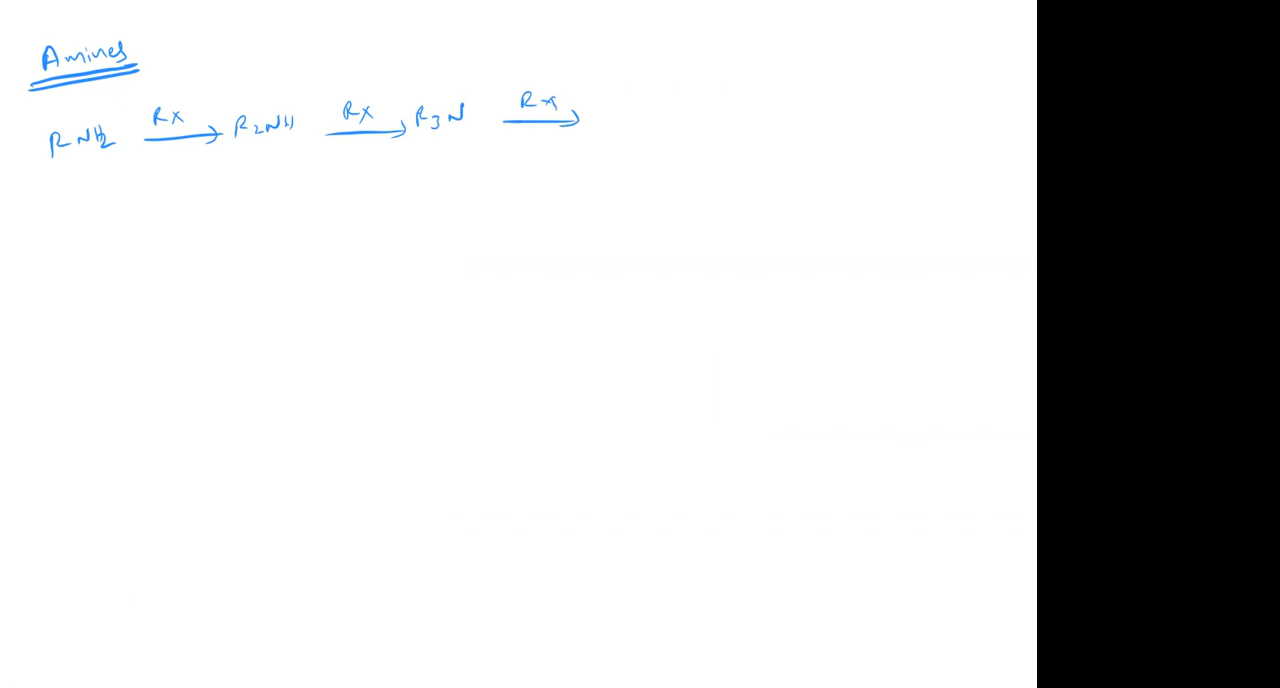 Amines
RNH2 RX → R2NH RX → R3N RX →